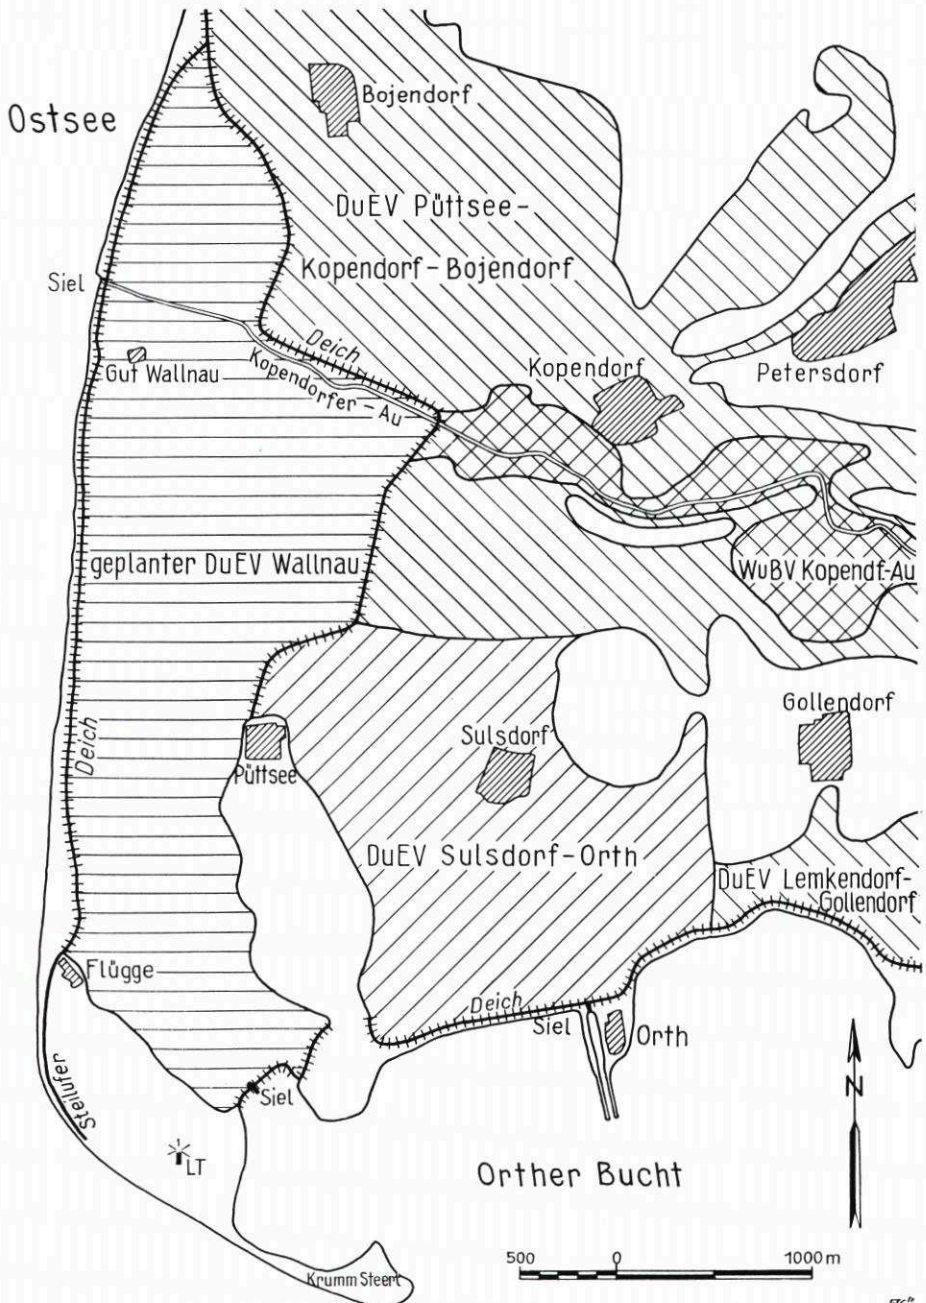 Ostsee
Bojendorf
DuEV Püttsee-
Kopendorf-Bojendorf
Siel
Deich
Kopendorfer-Au
Gut Wallnau
Kopendorf
Petersdorf
geplanter DuEV Wallnau
WuBV Kopendf-Au
Deich
Püttsee
Sulsdorf
Gollendorf
DuEV Sulsdorf-Orth
DuEV Lemkendorf-
Gollendorf
Flügge
Deich
Siel
Orth
Steilufer
Siel
LT
N
Orther Bucht
Krumm Steert
500 0 1000 m